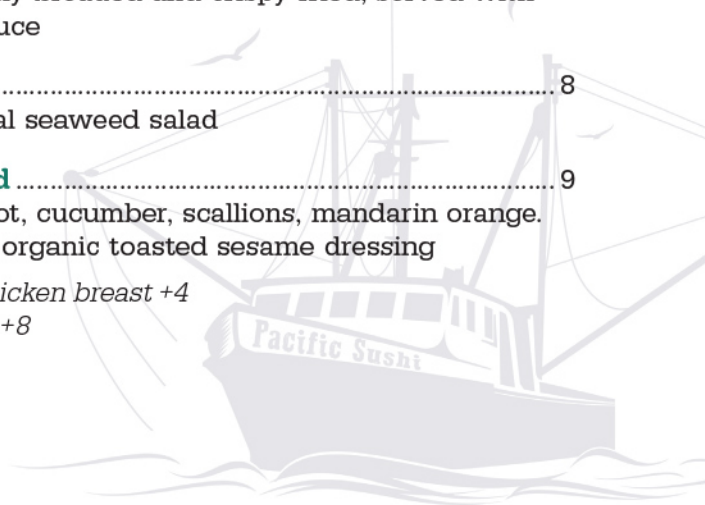 uce
........ 8
al seaweed salad
d ........ 9
ot, cucumber, scallions, mandarin orange.
organic toasted sesame dressing
icken breast +4
+8
Pacific Sushi